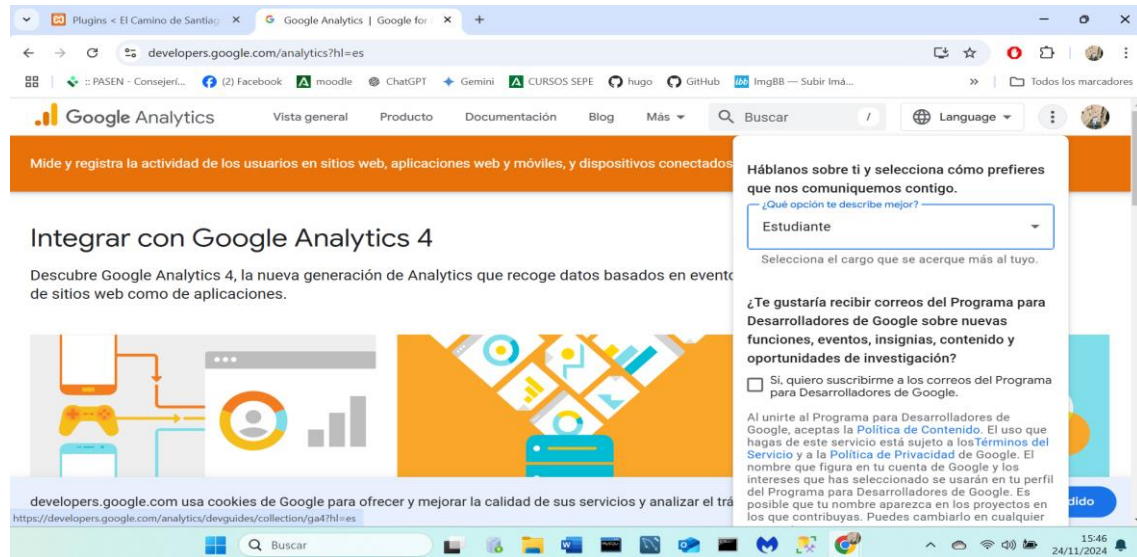 Plugins < El Camino de Santiag
Google Analytics | Google for
developers.google.com/analytics?hl=es
:: PASEN - Consejerí...
(2) Facebook
moodle
ChatGPT
Gemini
CURSOS SEPE
hugo
GitHub
ImgBB — Subir Imá...
»
Todos los marcadores
Google Analytics
Vista general
Producto
Documentación
Blog
Más
Buscar
/
Language
Mide y registra la actividad de los usuarios en sitios web, aplicaciones web y móviles, y dispositivos conectados
Integrar con Google Analytics 4
Descubre Google Analytics 4, la nueva generación de Analytics que recoge datos basados en evento
de sitios web como de aplicaciones.
Háblanos sobre ti y selecciona cómo prefieres
que nos comuniquemos contigo.
¿Qué opción te describe mejor?
Estudiante
Selecciona el cargo que se acerque más al tuyo.
¿Te gustaría recibir correos del Programa para
Desarrolladores de Google sobre nuevas
funciones, eventos, insignias, contenido y
oportunidades de investigación?
Sí, quiero suscribirme a los correos del Programa
para Desarrolladores de Google.
Al unirte al Programa para Desarrolladores de
Google, aceptas la Política de Contenido. El uso que
hagas de este servicio está sujeto a losTérminos del
Servicio y a la Política de Privacidad de Google. El
nombre que figura en tu cuenta de Google y los
intereses que has seleccionado se usarán en tu perfil
del Programa para Desarrolladores de Google. Es
posible que tu nombre aparezca en los proyectos en
los que contribuyas. Puedes cambiarlo en cualquier
developers.google.com usa cookies de Google para ofrecer y mejorar la calidad de sus servicios y analizar el trá
dido
https://developers.google.com/analytics/devguides/collection/ga4?hl=es
Buscar
15:46
24/11/2024